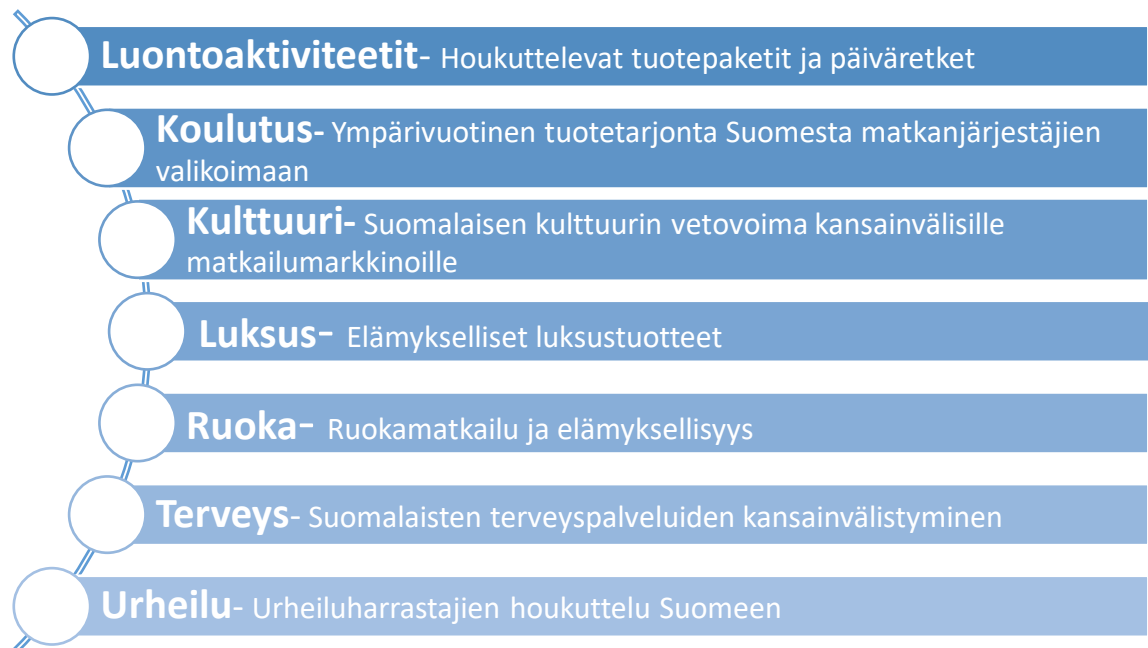 Luontoaktiviteetit- Houkuttelevat tuotepaketit ja päiväretket
Koulutus- Ympärivuotinen tuotetarjonta Suomesta matkanjärjestäjien
valikoimaan
Kulttuuri- Suomalaisen kulttuurin vetovoima kansainvälisille
matkailumarkkinoille
Luksus- Elämykselliset luksustuotteet
Ruoka- Ruokamatkailu ja elämyksellisyys
Terveys- Suomalaisten terveyspalveluiden kansainvälistyminen
Urheilu- Urheiluharrastajien houkuttelu Suomeen